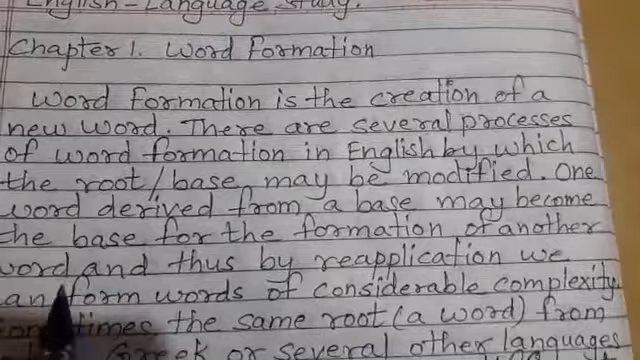 English - Language Study.
Chapter 1. Word Formation
Word Formation is the creation of a
new word. There are several processes
of word formation in English by which
the root/base, may be modified. One
word derived from a base may become
the base for the formation of another
word and thus by reapplication we
an form words of considerable complexity.
times the same root (a word) from
Greek or several other languages